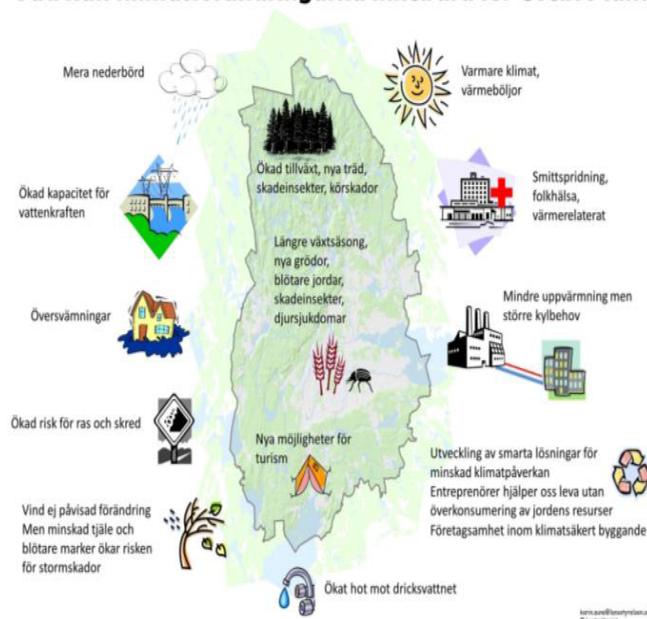 Mera nederbörd
Varmare klimat,
värmeböljor
Ökad tillväxt, nya träd,
skadeinsekter, körskador
Ökad kapacitet för
vattenkraften
Smittspridning,
folkhälsa,
värmerelaterat
Längre växtsäsong,
nya grödor,
blötare jordar,
skadeinsekter,
djursjukdomar
Översvämningar
Mindre uppvärmning men
större kylbehov
Ökad risk för ras och skred
Nya möjligheter för
turism
Utveckling av smarta lösningar för
minskad klimatpåverkan
Entreprenörer hjälper oss leva utan
överkonsumering av jordens resurser
Företagsamhet inom klimatsäkert byggande
Vind ej påvisad förändring
Men minskad tjäle och
blötare marker ökar risken
för stormskador
Ökat hot mot dricksvattnet